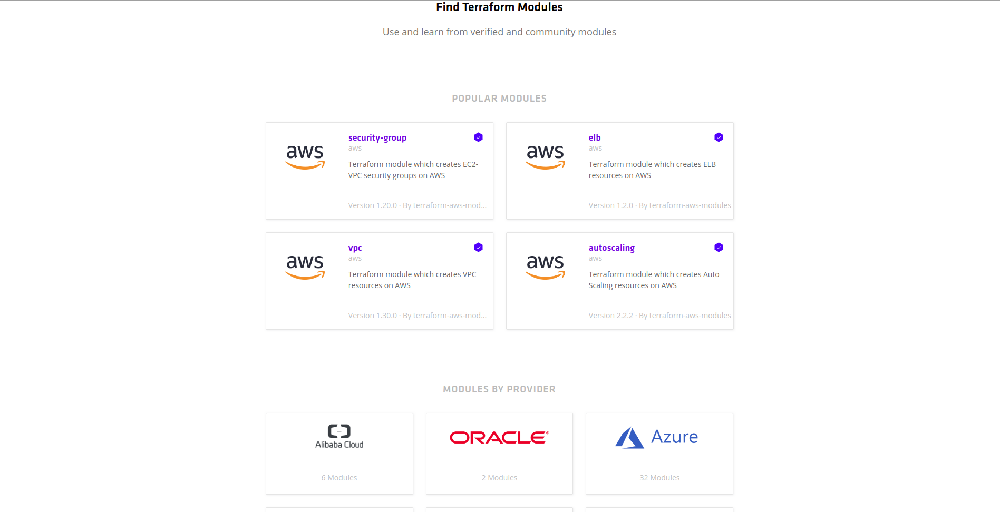 Find Terraform Modules
Use and learn from verified and community modules
POPULAR MODULES
aws
security-group
aws
Terraform module which creates EC2-
VPC security groups on AWS
Version 1.20.0 · By terraform-aws-mod...
aws
elb
aws
Terraform module which creates ELB
resources on AWS
Version 1.2.0 · By terraform-aws-modules
aws
vpc
aws
Terraform module which creates VPC
resources on AWS
Version 1.30.0 · By terraform-aws-mod...
aws
autoscaling
aws
Terraform module which creates Auto
Scaling resources on AWS
Version 2.2.2 · By terraform-aws-modules
MODULES BY PROVIDER
Alibaba Cloud
6 Modules
ORACLE®
2 Modules
Azure
32 Modules